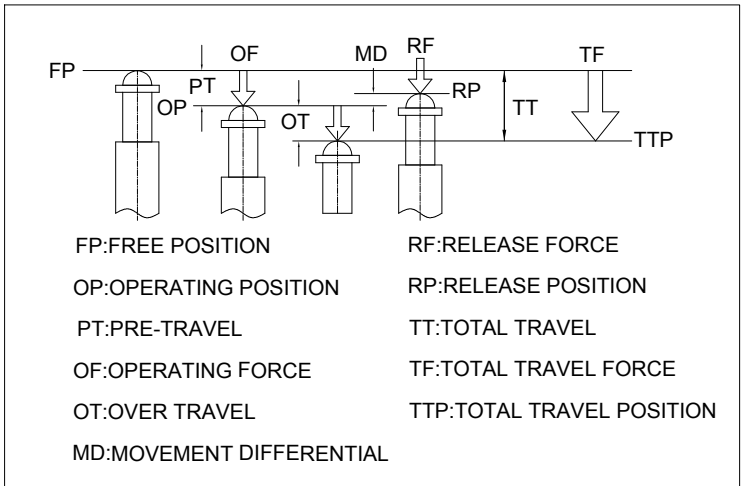 OF
MD
RF
TF
FP
PT
OP
RP
OT
TT
TTP
FP:FREE POSITION
OP:OPERATING POSITION
PT:PRE-TRAVEL
OF:OPERATING FORCE
OT:OVER TRAVEL
MD:MOVEMENT DIFFERENTIAL
RF:RELEASE FORCE
RP:RELEASE POSITION
TT:TOTAL TRAVEL
TF:TOTAL TRAVEL FORCE
TTP:TOTAL TRAVEL POSITION